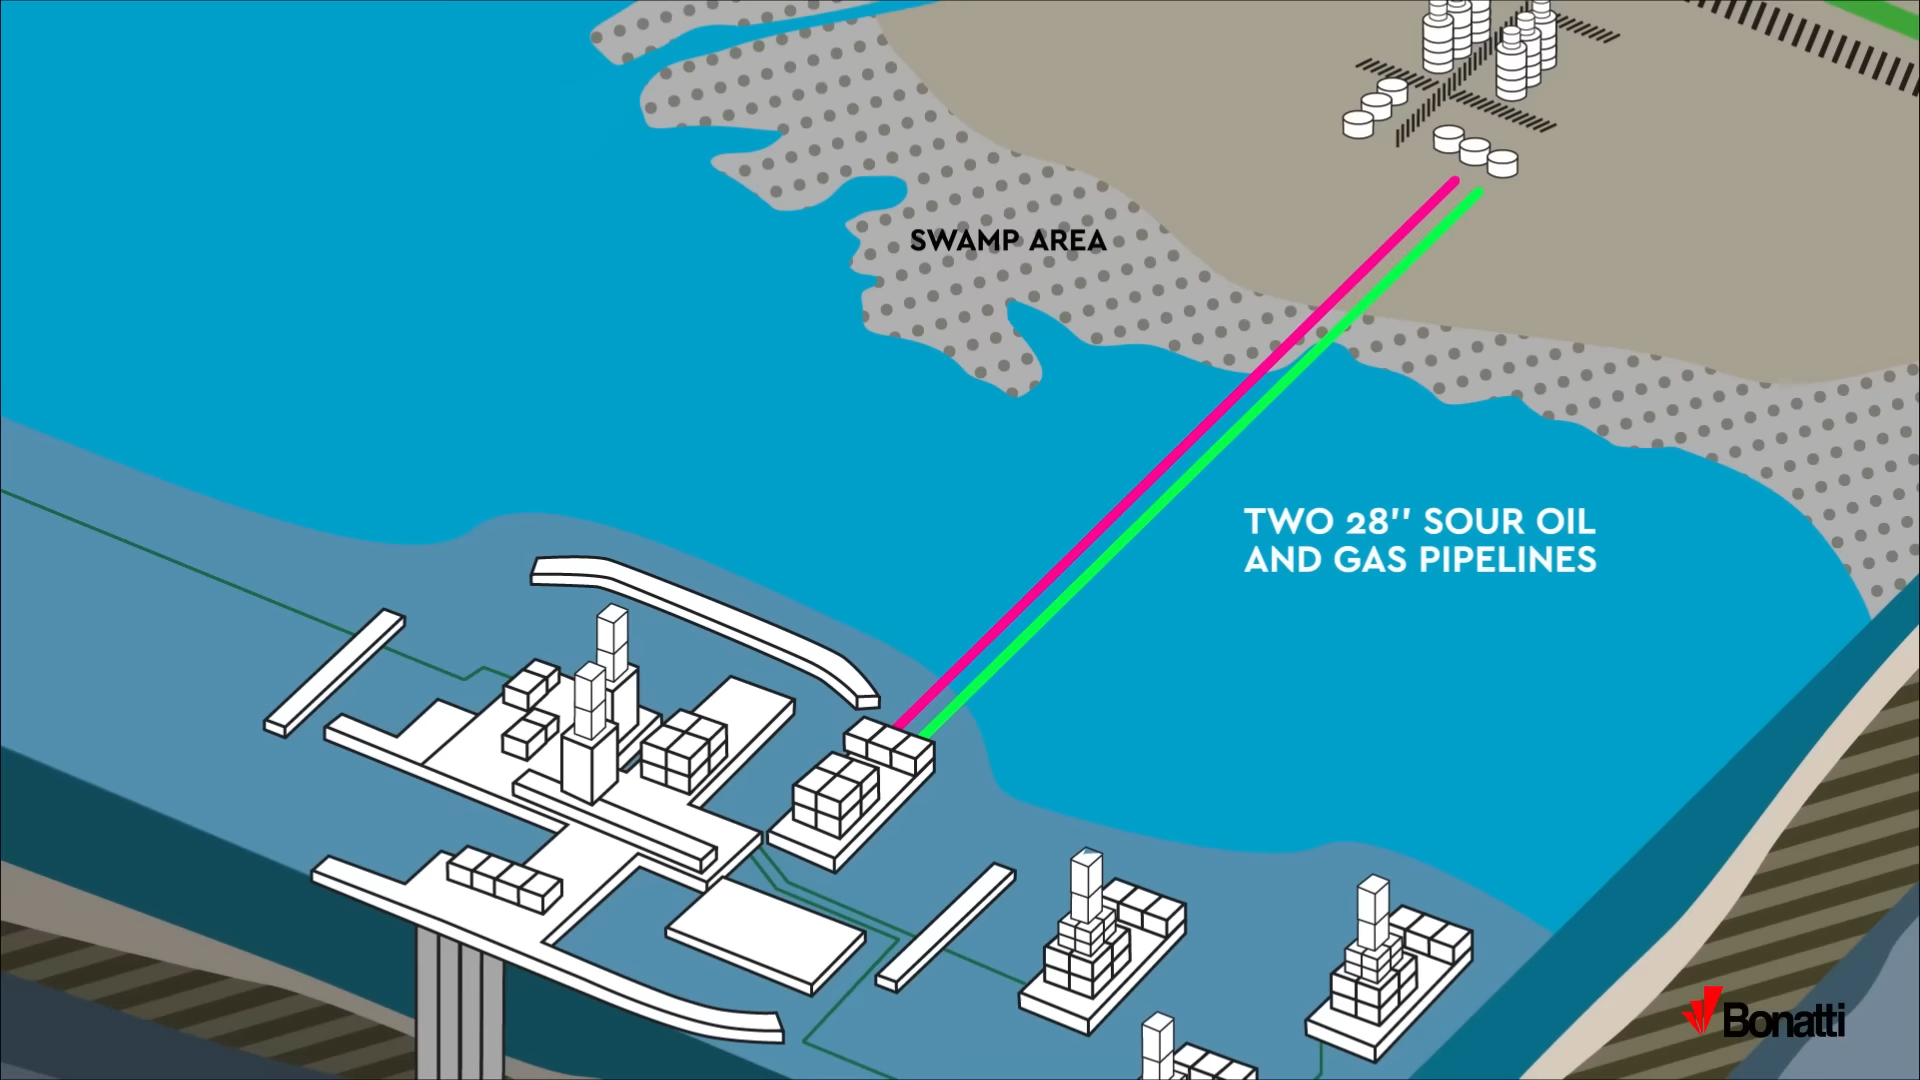 SWAMP AREA
TWO 28'' SOUR OIL
AND GAS PIPELINES
Bonatti